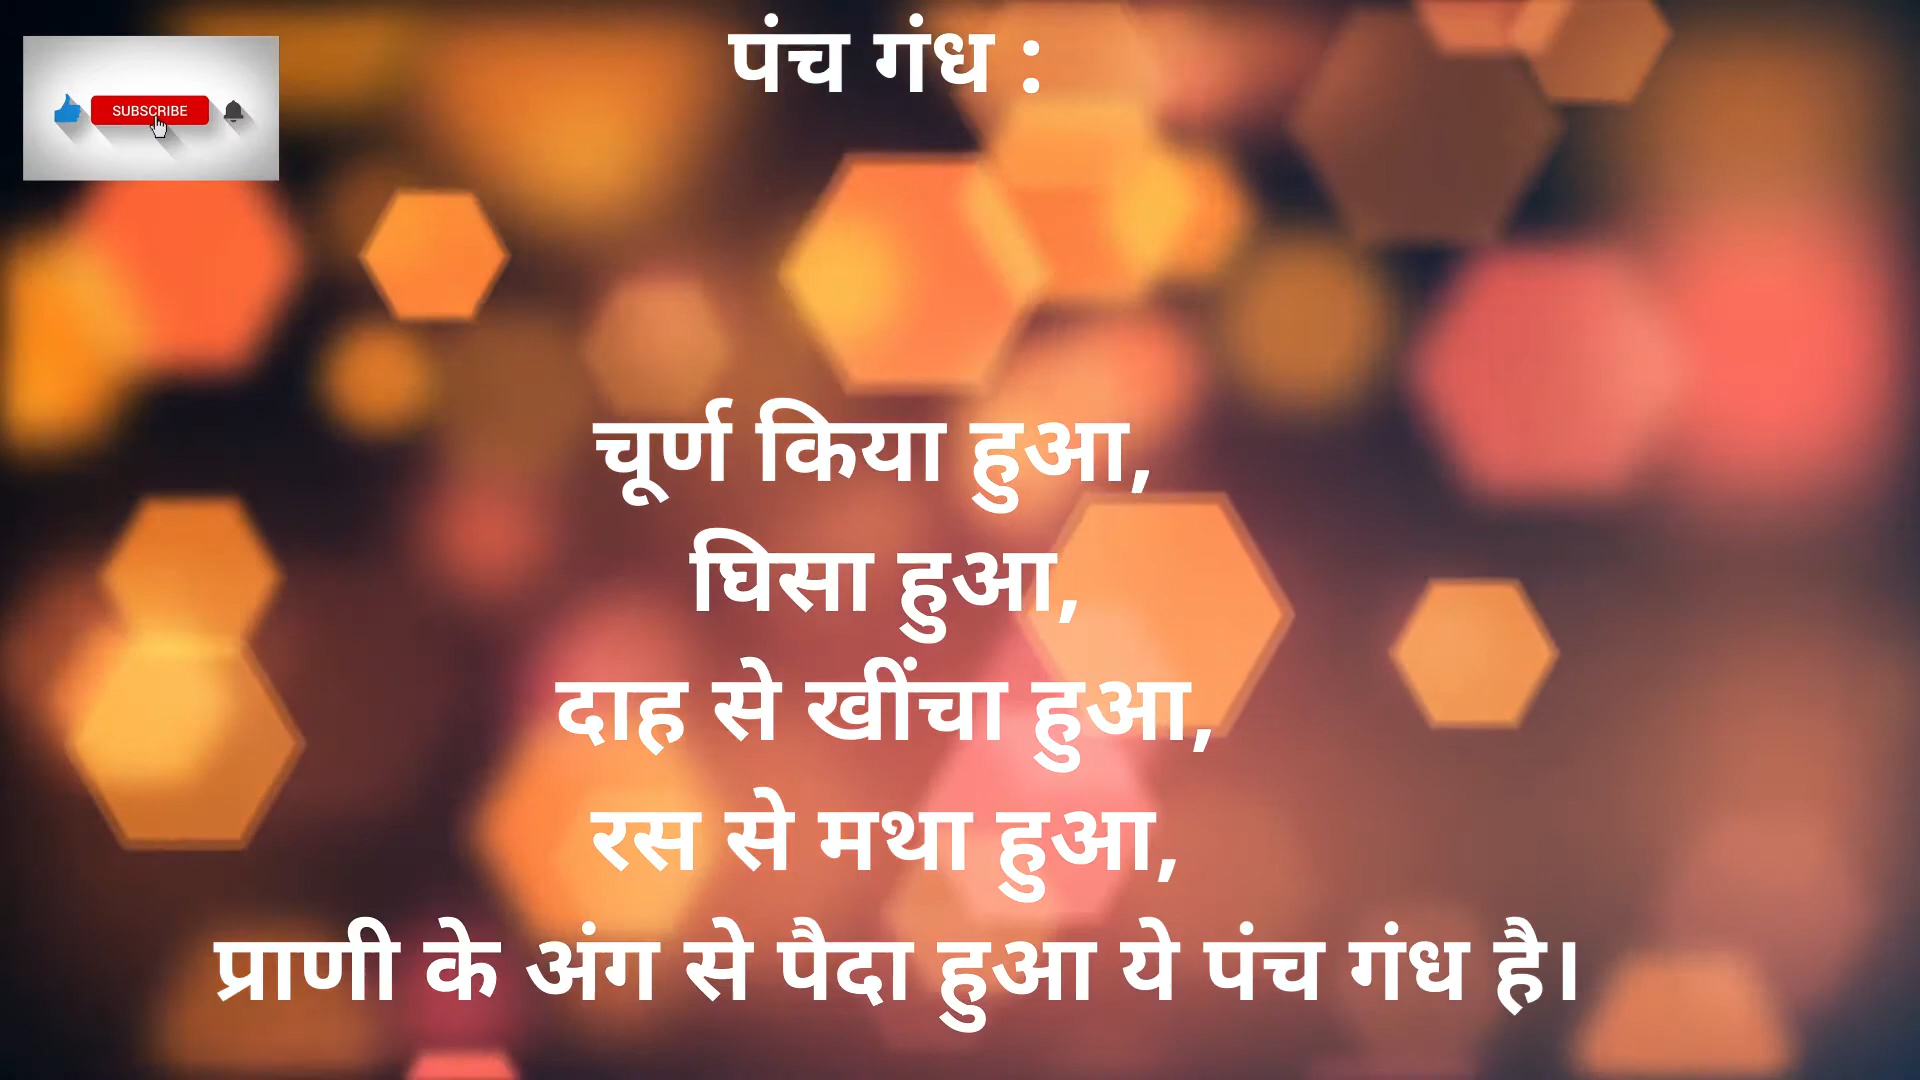 पंच गंध :
SUBSCRIBE
चूर्ण किया हुआ,
घिसा हुआ,
दाह से खींचा हुआ,
रस से मथा हुआ,
प्राणी के अंग से पैदा हुआ ये पंच गंध है।